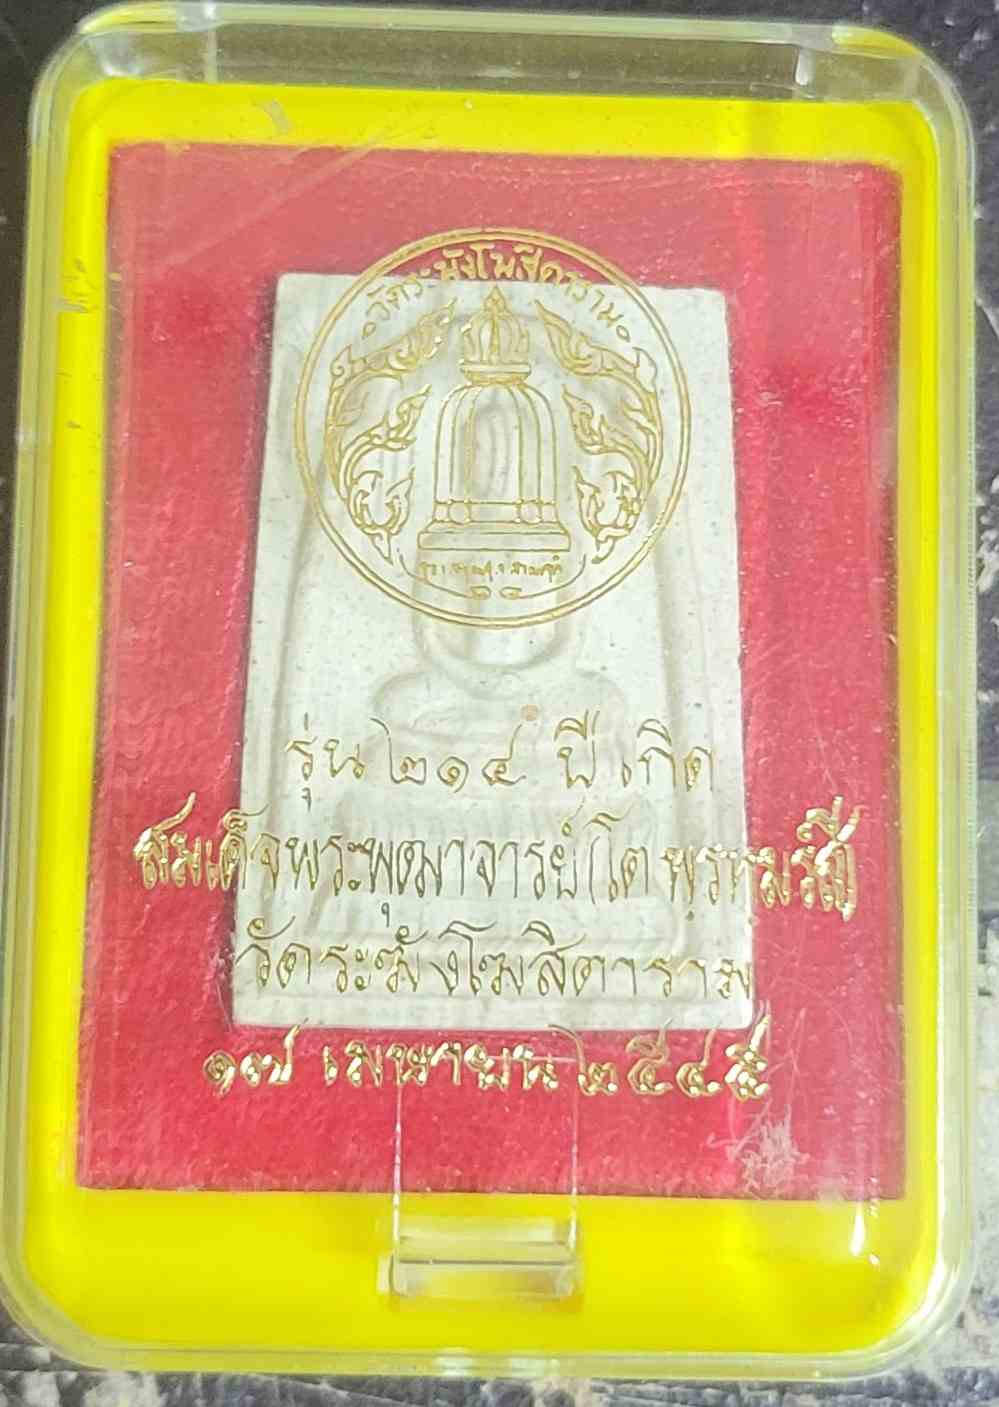 วัดระฆังโฆสิตาราม
๑๔
รุ่น ๒๑๔ ปี เกิด
สมเด็จพระพุฒาจารย์ (โต พฺรหฺมรํสี)
วัดระฆังโฆสิตาราม
๑๗ เมษายน ๒๕๔๕